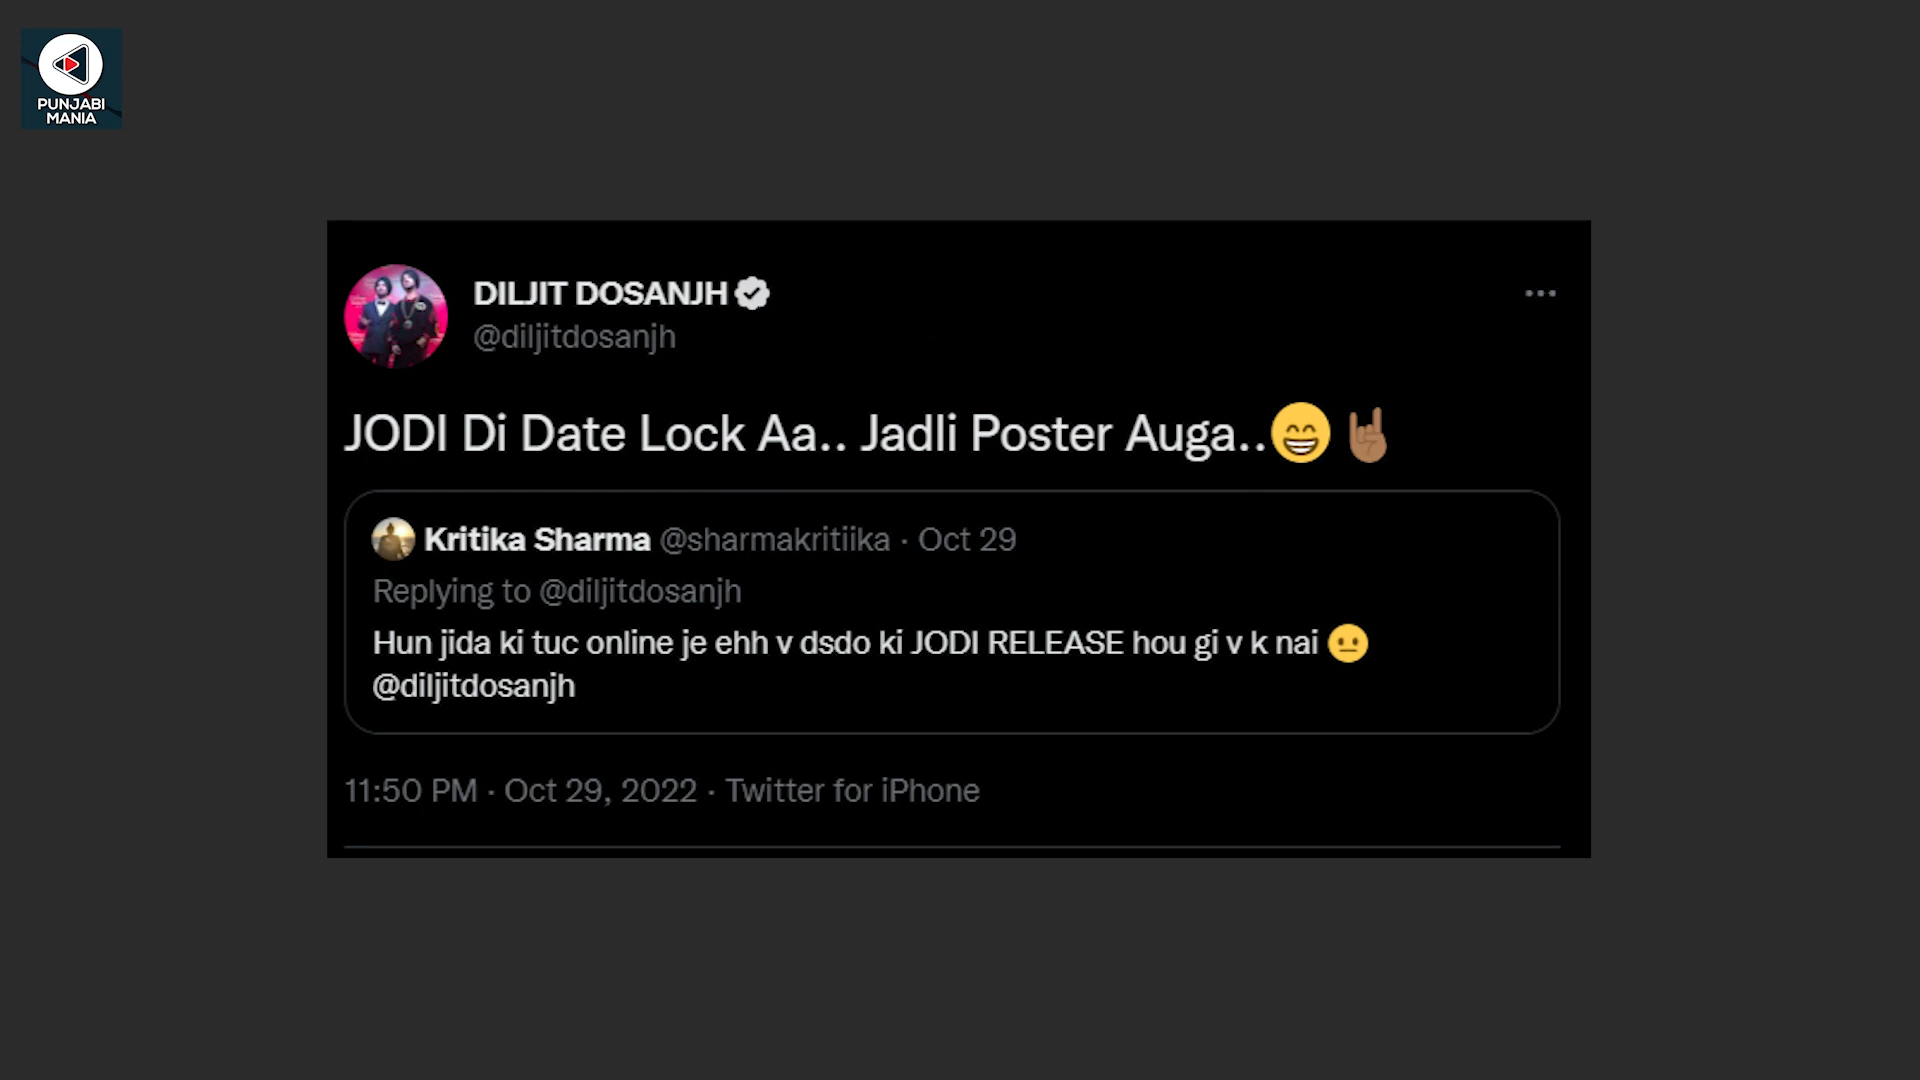 PUNJABI
MANIA
DILJIT DOSANJH
@diljitdosanjh
JODI Di Date Lock Aa.. Jadli Poster Auga..😁🤘🏾
Kritika Sharma @sharmakritiika · Oct 29
Replying to @diljitdosanjh
Hun jida ki tuc online je ehh v dsdo ki JODI RELEASE hou gi v k nai 😐
@diljitdosanjh
11:50 PM · Oct 29, 2022 · Twitter for iPhone